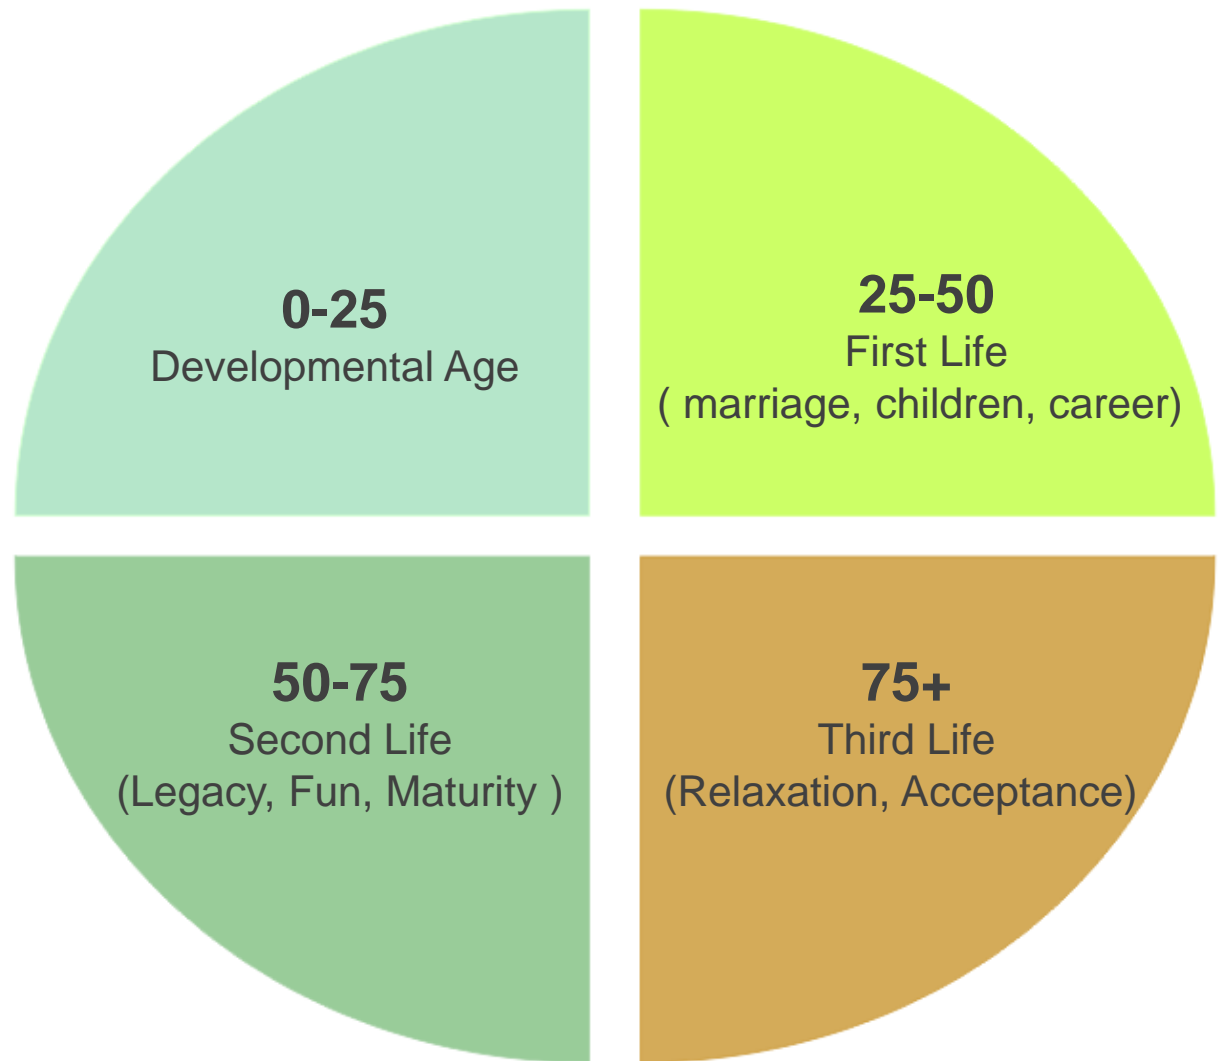 0-25
Developmental Age
25-50
First Life
( marriage, children, career)
50-75
Second Life
(Legacy, Fun, Maturity )
75+
Third Life
(Relaxation, Acceptance)